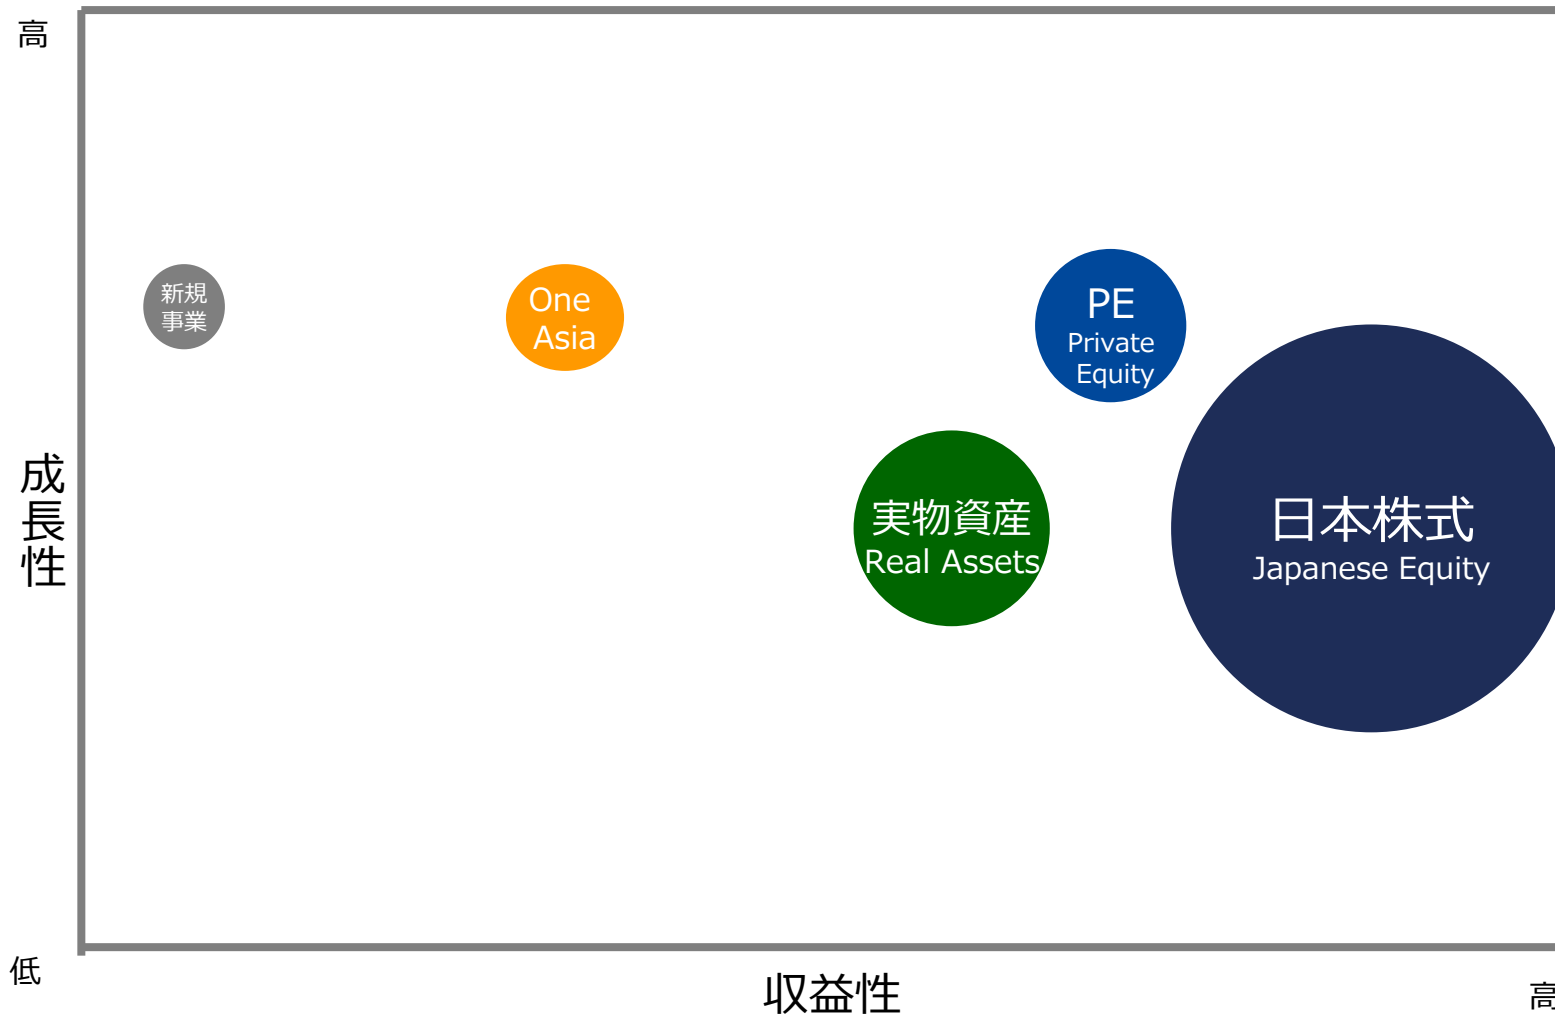 高
新規
事業
One
Asia
PE
Private
Equity
成長性
実物資産
Real Assets
日本株式
Japanese Equity
低
収益性
高